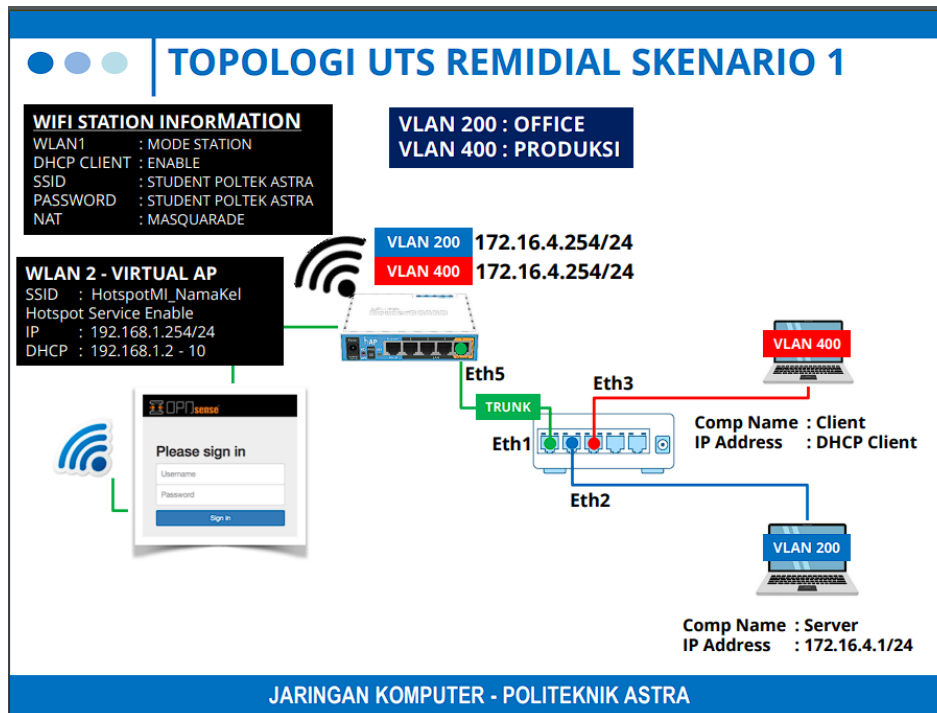 TOPOLOGI UTS REMIDIAL SKENARIO 1
WIFI STATION INFORMATION
WLAN1 : MODE STATION
DHCP CLIENT : ENABLE
SSID : STUDENT POLTEK ASTRA
PASSWORD : STUDENT POLTEK ASTRA
NAT : MASQUARADE
VLAN 200 : OFFICE
VLAN 400 : PRODUKSI
VLAN 200 172.16.4.254/24
VLAN 400 172.16.4.254/24
WLAN 2 - VIRTUAL AP
SSID : HotspotMI_NamaKel
Hotspot Service Enable
IP : 192.168.1.254/24
DHCP : 192.168.1.2 - 10
hAP
Eth5
TRUNK
Eth1
Eth3
Eth2
VLAN 400
Comp Name : Client
IP Address : DHCP Client
OPNsense
Please sign in
Username
Password
Sign in
VLAN 200
Comp Name : Server
IP Address : 172.16.4.1/24
JARINGAN KOMPUTER - POLITEKNIK ASTRA